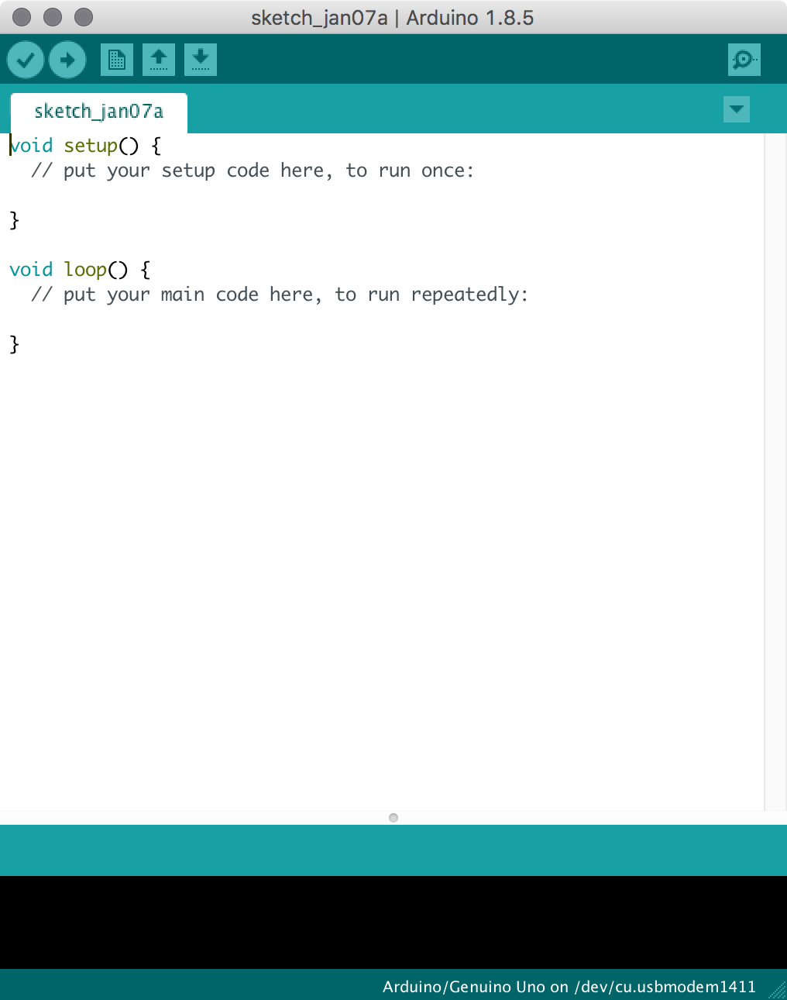 sketch_jan07a | Arduino 1.8.5
sketch_jan07a
void setup() {
  // put your setup code here, to run once:
}
void loop() {
  // put your main code here, to run repeatedly:
}
Arduino/Genuino Uno on /dev/cu.usbmodem1411